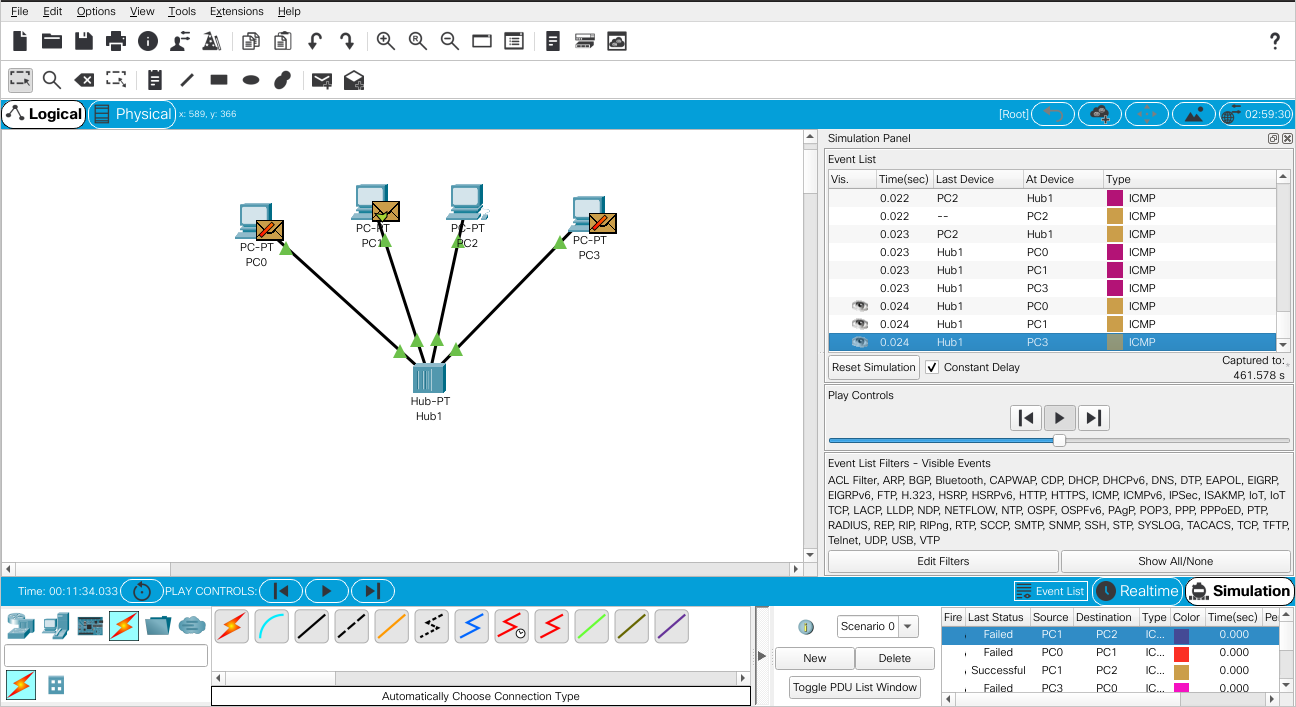 File Edit Options View Tools Extensions Help
?
Logical Physical x: 589, y: 366 [Root] 02:59:30
PC-PT
PC0
PC-PT
PC1
PC-PT
PC2
PC-PT
PC3
Hub-PT
Hub1
Simulation Panel
Event List
Vis. Time(sec) Last Device At Device Type
0.022 PC2 Hub1 ICMP
0.022 -- PC2 ICMP
0.023 PC2 Hub1 ICMP
0.023 Hub1 PC0 ICMP
0.023 Hub1 PC1 ICMP
0.023 Hub1 PC3 ICMP
0.024 Hub1 PC0 ICMP
0.024 Hub1 PC1 ICMP
0.024 Hub1 PC3 ICMP
Reset Simulation Constant Delay Captured to:
461.578 s
Play Controls
Event List Filters - Visible Events
ACL Filter, ARP, BGP, Bluetooth, CAPWAP, CDP, DHCP, DHCPv6, DNS, DTP, EAPOL, EIGRP,
EIGRPv6, FTP, H.323, HSRP, HSRPv6, HTTP, HTTPS, ICMP, ICMPv6, IPSec, ISAKMP, IoT, IoT
TCP, LACP, LLDP, NDP, NETFLOW, NTP, OSPF, OSPFv6, PAgP, POP3, PPP, PPPoED, PTP,
RADIUS, REP, RIP, RIPng, RTP, SCCP, SMTP, SNMP, SSH, STP, SYSLOG, TACACS, TCP, TFTP,
Telnet, UDP, USB, VTP
Edit Filters Show All/None
Time: 00:11:34.033 PLAY CONTROLS: Event List Realtime Simulation
Automatically Choose Connection Type
Scenario 0
New Delete
Toggle PDU List Window
Fire Last Status Source Destination Type Color Time(sec) Pe
Failed PC1 PC2 IC... 0.000
Failed PC0 PC1 IC... 0.000
Successful PC1 PC2 IC... 0.000
Failed PC3 PC0 IC... 0.000